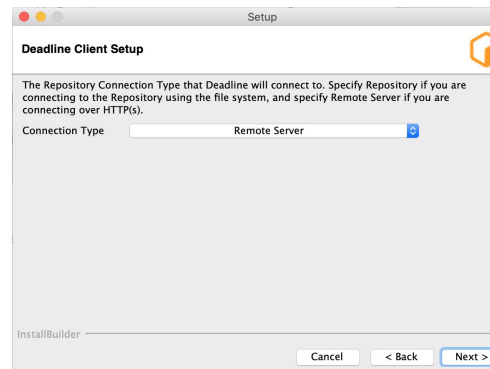 Setup
Deadline Client Setup
The Repository Connection Type that Deadline will connect to. Specify Repository if you are
connecting to the Repository using the file system, and specify Remote Server if you are
connecting over HTTP(s).
Connection Type Remote Server
InstallBuilder
Cancel < Back Next >